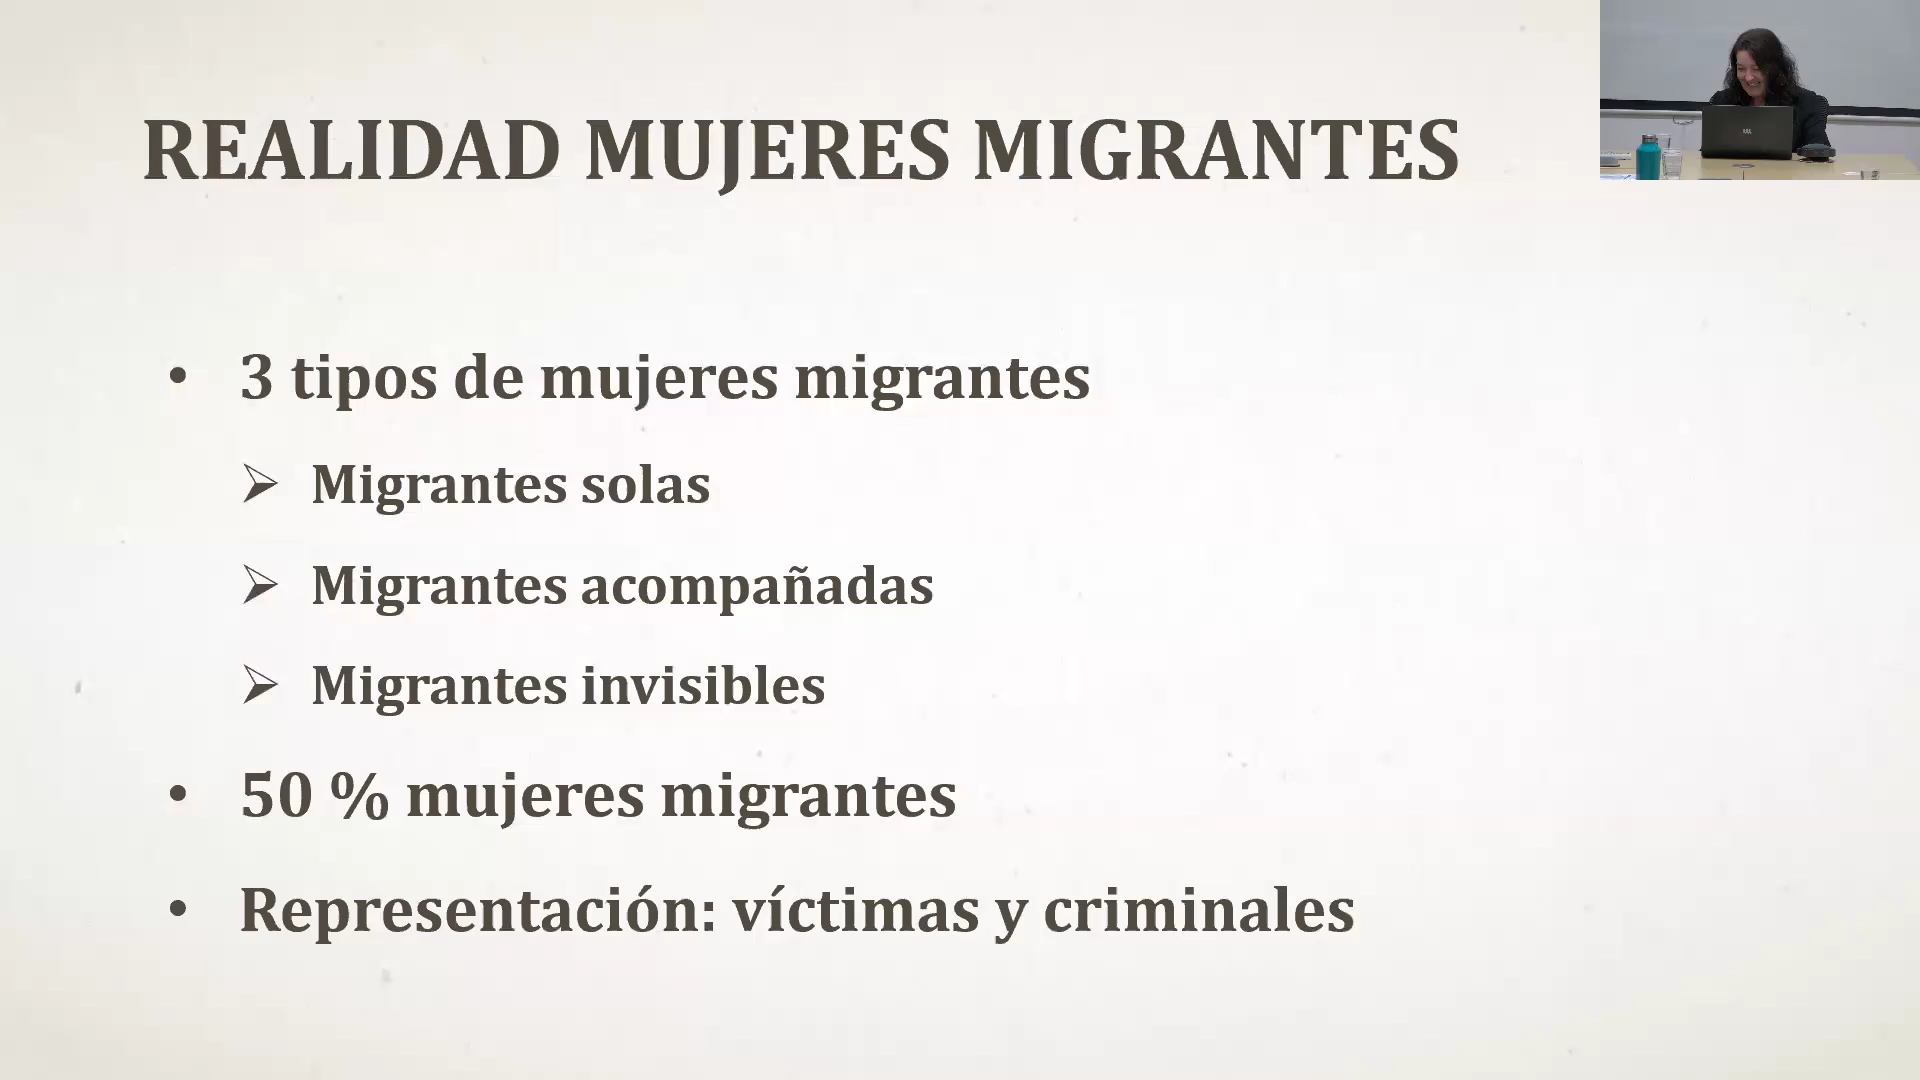 REALIDAD MUJERES MIGRANTES
• 3 tipos de mujeres migrantes
➢ Migrantes solas
➢ Migrantes acompañadas
➢ Migrantes invisibles
• 50 % mujeres migrantes
• Representación: víctimas y criminales